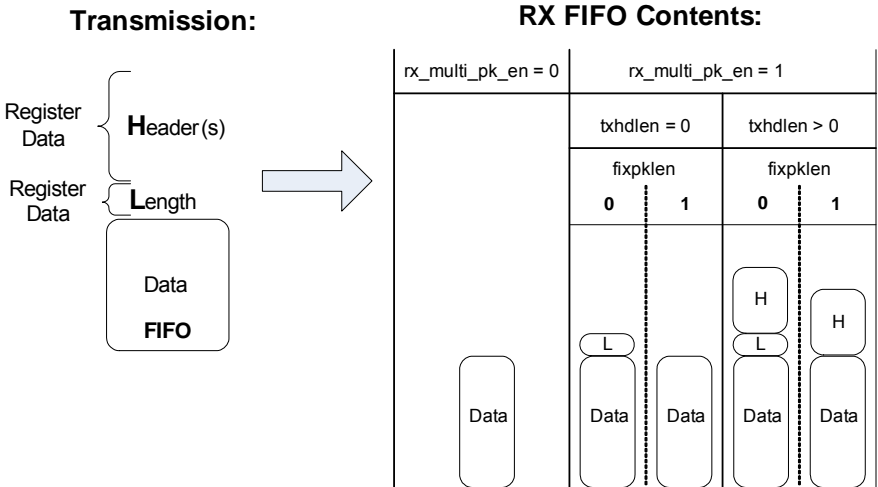 Transmission:
RX FIFO Contents:
Register
Data
Header(s)
Register
Data
Length
Data
FIFO
rx_multi_pk_en = 0
rx_multi_pk_en = 1
txhdlen = 0
txhdlen > 0
fixpklen
fixpklen
0
1
0
1
H
H
L
L
Data
Data
Data
Data
Data